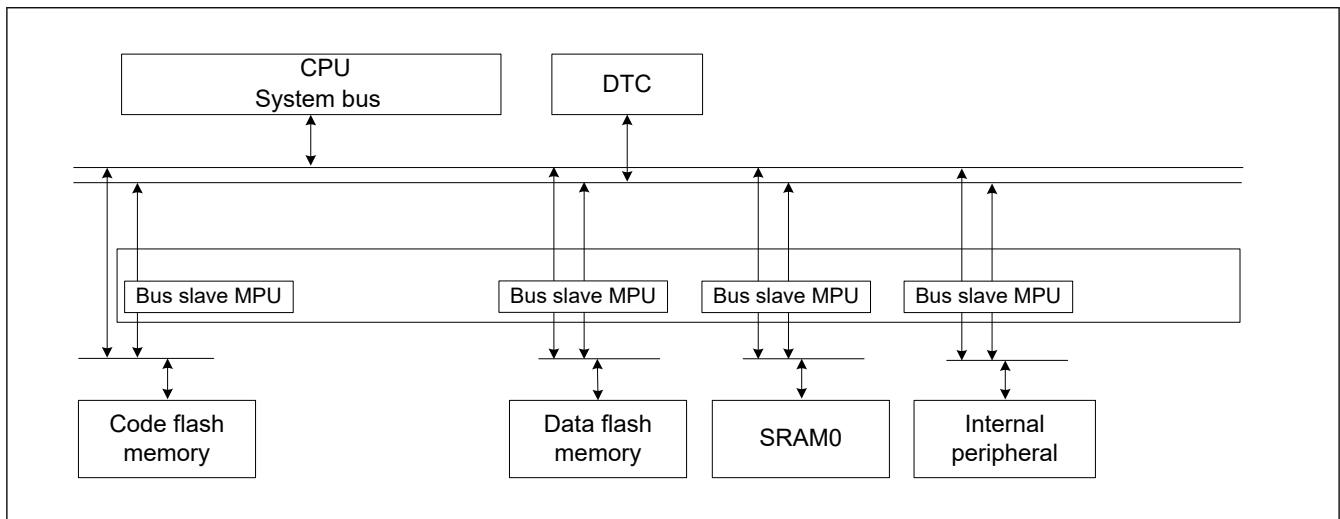 CPU
System bus
DTC
Bus slave MPU
Bus slave MPU
Bus slave MPU
Bus slave MPU
Code flash
memory
Data flash
memory
SRAM0
Internal
peripheral